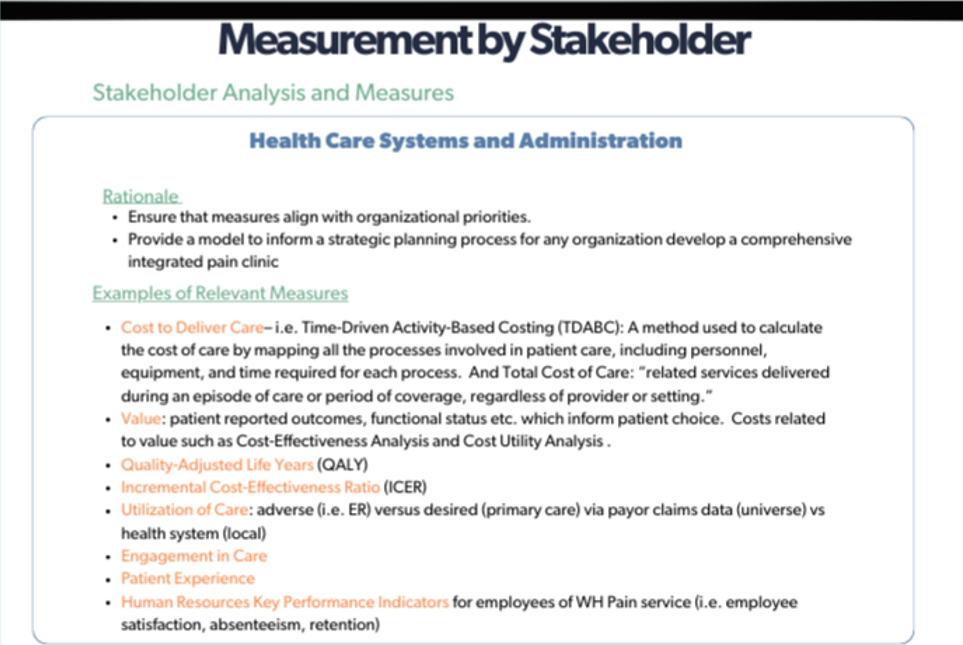 Measurement by Stakeholder
Stakeholder Analysis and Measures
Health Care Systems and Administration
Rationale
• Ensure that measures align with organizational priorities.
• Provide a model to inform a strategic planning process for any organization develop a comprehensive
integrated pain clinic
Examples of Relevant Measures
• Cost to Deliver Care– i.e. Time-Driven Activity-Based Costing (TDABC): A method used to calculate
the cost of care by mapping all the processes involved in patient care, including personnel,
equipment, and time required for each process. And Total Cost of Care: “related services delivered
during an episode of care or period of coverage, regardless of provider or setting.”
• Value: patient reported outcomes, functional status etc. which inform patient choice. Costs related
to value such as Cost-Effectiveness Analysis and Cost Utility Analysis .
• Quality-Adjusted Life Years (QALY)
• Incremental Cost-Effectiveness Ratio (ICER)
• Utilization of Care: adverse (i.e. ER) versus desired (primary care) via payor claims data (universe) vs
health system (local)
• Engagement in Care
• Patient Experience
• Human Resources Key Performance Indicators for employees of WH Pain service (i.e. employee
satisfaction, absenteeism, retention)